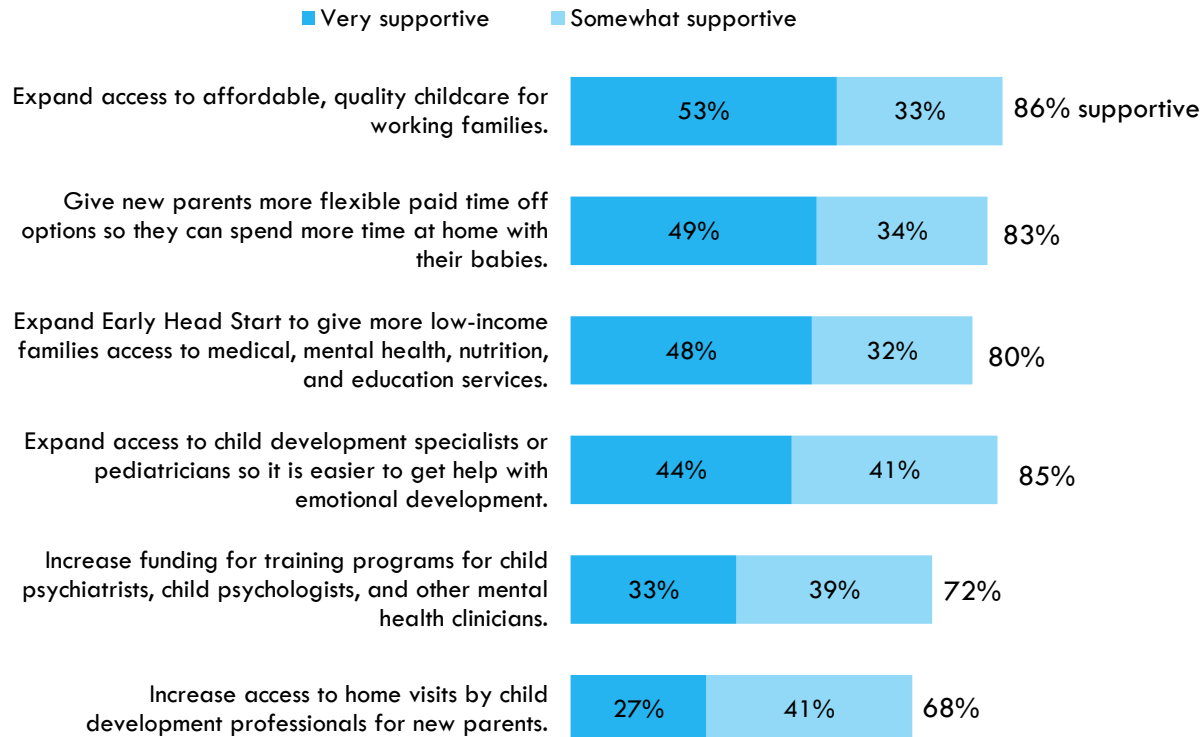 Very supportive Somewhat supportive
Expand access to affordable, quality childcare for
working families.
53% 33% 86% supportive
Give new parents more flexible paid time off
options so they can spend more time at home with
their babies.
49% 34% 83%
Expand Early Head Start to give more low-income
families access to medical, mental health, nutrition,
and education services.
48% 32% 80%
Expand access to child development specialists or
pediatricians so it is easier to get help with
emotional development.
44% 41% 85%
Increase funding for training programs for child
psychiatrists, child psychologists, and other mental
health clinicians.
33% 39% 72%
Increase access to home visits by child
development professionals for new parents.
27% 41% 68%